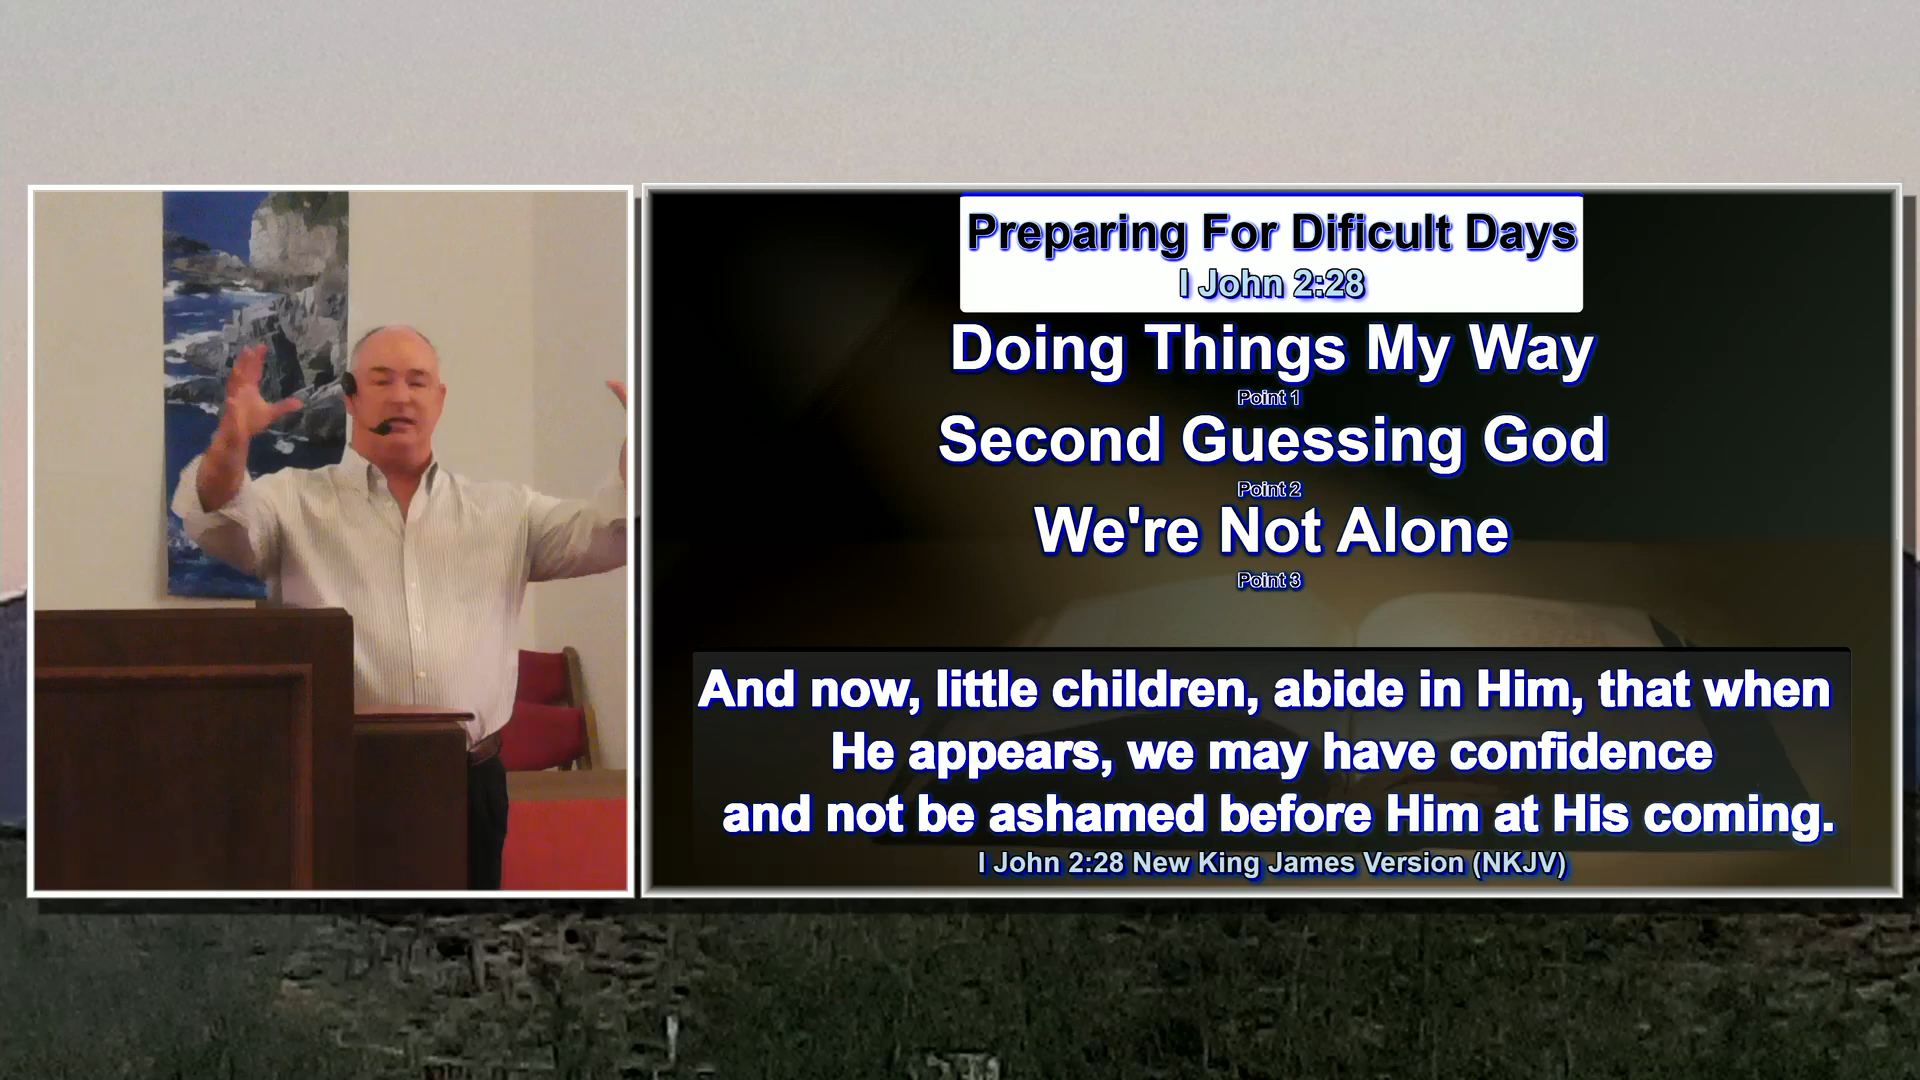 Preparing For Dificult Days
I John 2:28
Doing Things My Way
Point 1
Second Guessing God
Point 2
We're Not Alone
Point 3
And now, little children, abide in Him, that when
He appears, we may have confidence
and not be ashamed before Him at His coming.
I John 2:28 New King James Version (NKJV)